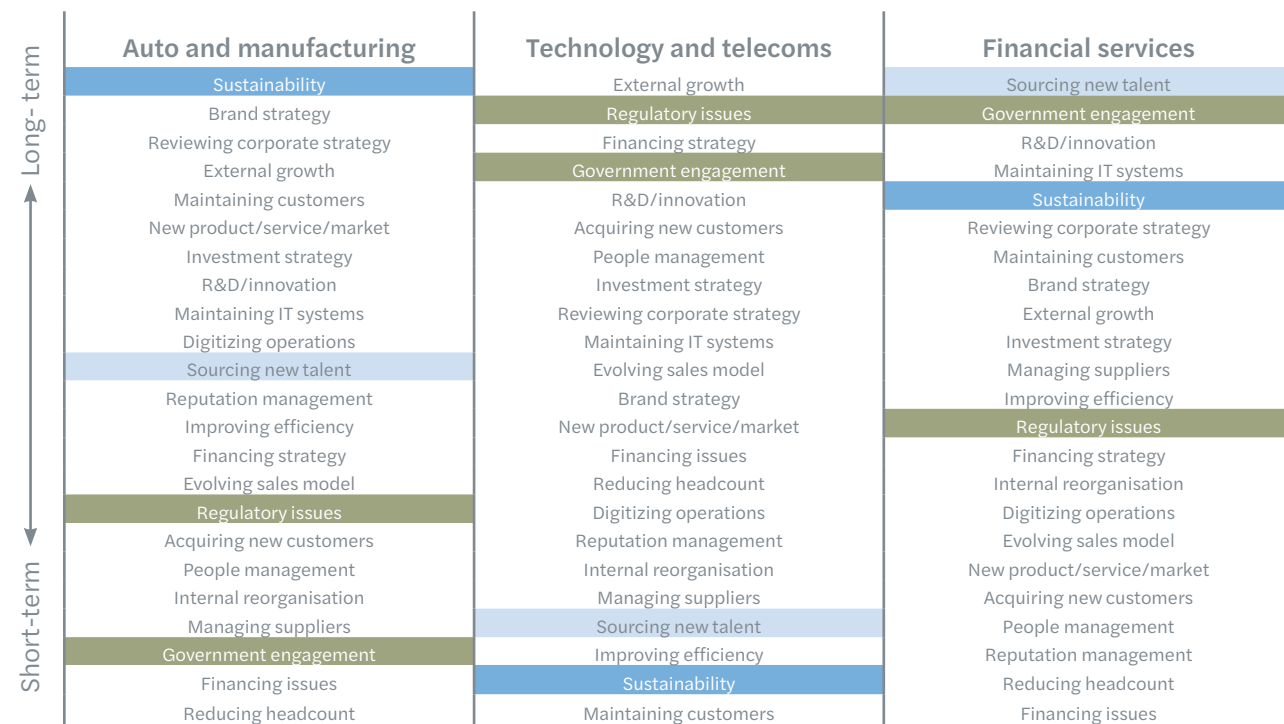 Auto and manufacturing
Sustainability
Brand strategy
Reviewing corporate strategy
External growth
Maintaining customers
New product/service/market
Investment strategy
R&D/innovation
Maintaining IT systems
Digitizing operations
Sourcing new talent
Reputation management
Improving efficiency
Financing strategy
Evolving sales model
Regulatory issues
Acquiring new customers
People management
Internal reorganisation
Managing suppliers
Government engagement
Financing issues
Reducing headcount
Technology and telecoms
External growth
Regulatory issues
Financing strategy
Government engagement
R&D/innovation
Acquiring new customers
People management
Investment strategy
Reviewing corporate strategy
Maintaining IT systems
Evolving sales model
Brand strategy
New product/service/market
Financing issues
Reducing headcount
Digitizing operations
Reputation management
Internal reorganisation
Managing suppliers
Sourcing new talent
Improving efficiency
Sustainability
Maintaining customers
Financial services
Sourcing new talent
Government engagement
R&D/innovation
Maintaining IT systems
Sustainability
Reviewing corporate strategy
Maintaining customers
Brand strategy
External growth
Investment strategy
Managing suppliers
Improving efficiency
Regulatory issues
Financing strategy
Internal reorganisation
Digitizing operations
Evolving sales model
New product/service/market
Acquiring new customers
People management
Reputation management
Reducing headcount
Financing issues
Long- term
Short-term